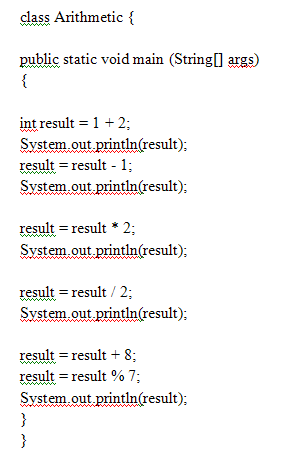 class Arithmetic {
public static void main (String[] args)
{
int result = 1 + 2;
System.out.println(result);
result = result - 1;
System.out.println(result);
result = result * 2;
System.out.println(result);
result = result / 2;
System.out.println(result);
result = result + 8;
result = result % 7;
System.out.println(result);
}
}